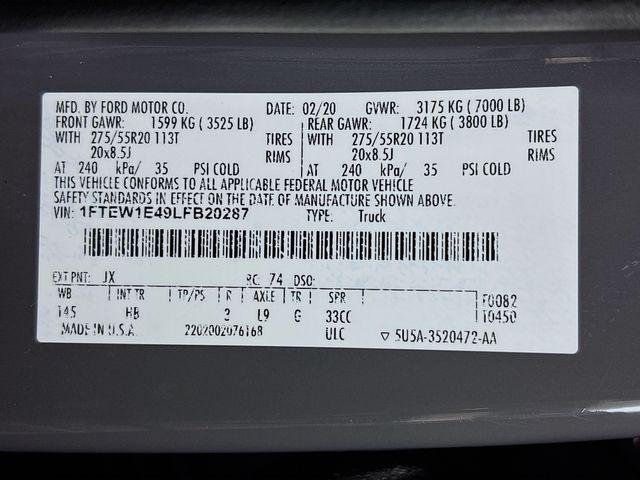 MFD. BY FORD MOTOR CO. DATE: 02/20 GVWR: 3175 KG ( 7000 LB)
FRONT GAWR: 1599 KG ( 3525 LB) REAR GAWR: 1724 KG ( 3800 LB)
WITH 275/55R20 113T TIRES WITH 275/55R20 113T TIRES
20x8.5J RIMS 20x8.5J RIMS
AT 240 kPa/ 35 PSI COLD AT 240 kPa/ 35 PSI COLD
THIS VEHICLE CONFORMS TO ALL APPLICABLE FEDERAL MOTOR VEHICLE
SAFETY STANDARDS IN EFFECT ON THE DATE OF MANUFACTURE SHOWN ABOVE.
VIN: 1FTEW1E49LFB20287 TYPE: Truck
EXT PNT: JX RC: 74 DSO:
WB INT TR TP/PS R AXLE TR SPR F0082
145 HB 3 L9 G 33CC 10450
MADE IN U.S.A. 2202002076168 ULC ▽ 5U5A-3520472-AA